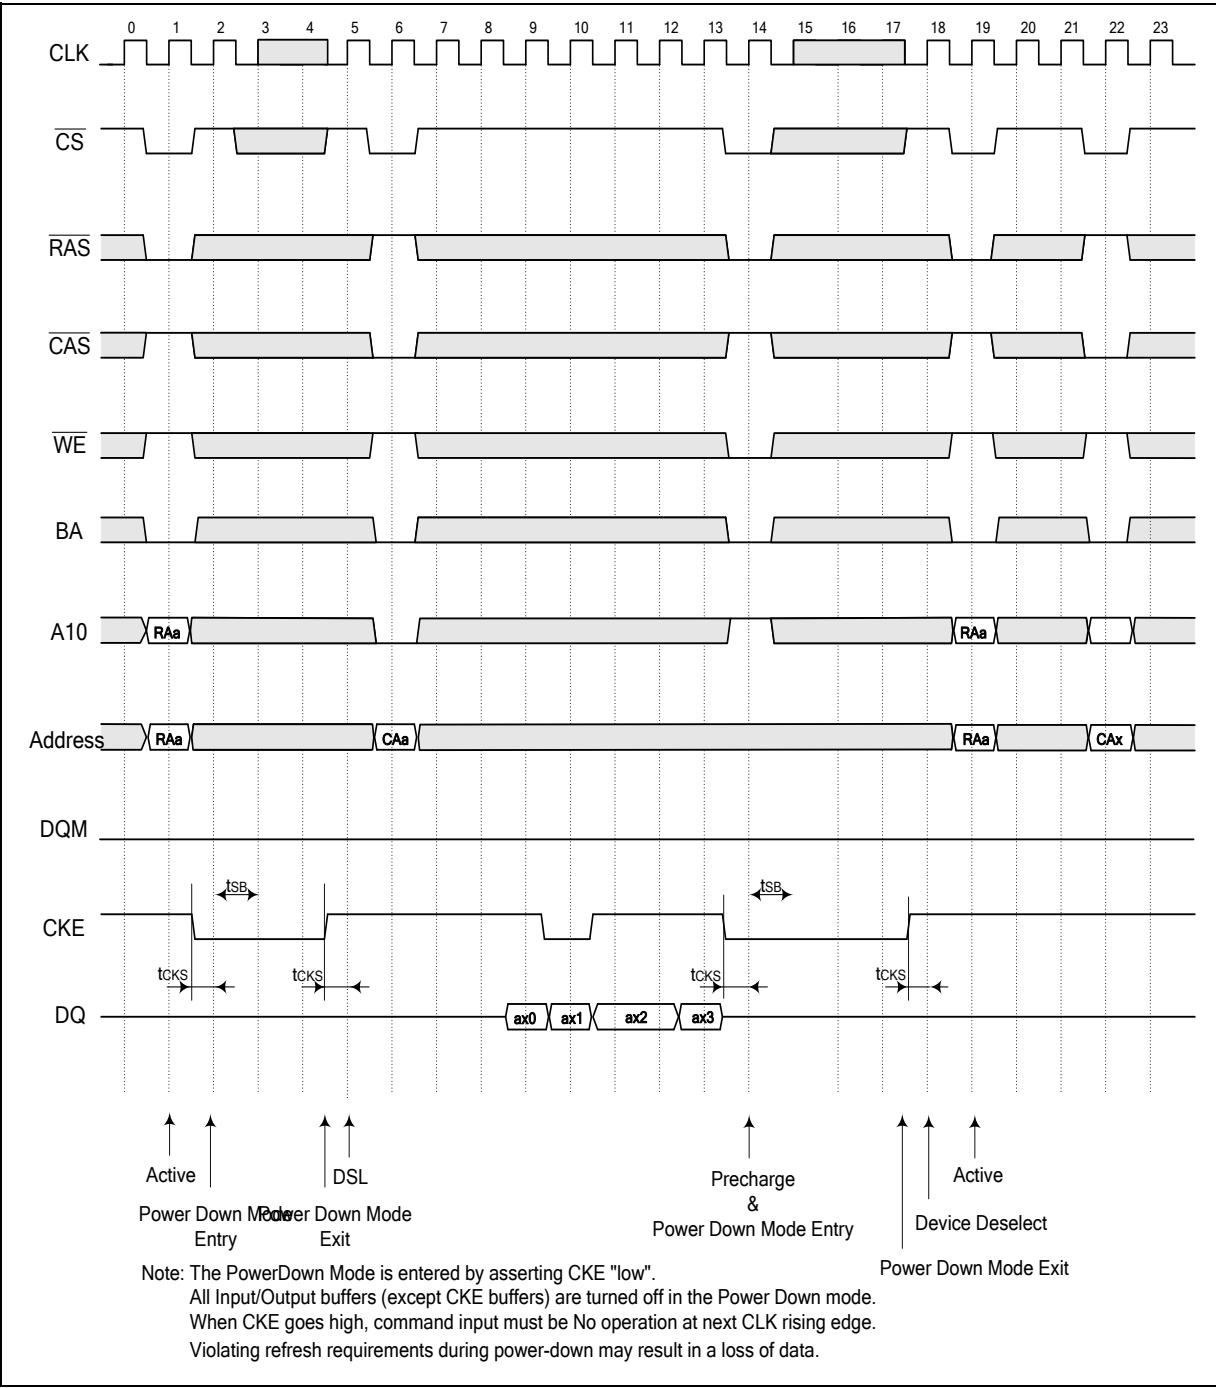 0 1 2 3 4 5 6 7 8 9 10 11 12 13 14 15 16 17 18 19 20 21 22 23
CLK
CS
RAS
CAS
WE
BA
A10 RAa RAa
Address RAa CAa RAa CAx
DQM
tSB tSB
CKE
tCKS tCKS tCKS tCKS
DQ ax0 ax1 ax2 ax3
Active DSL Precharge Active
&
Power Down Mode Power Down Mode Power Down Mode Entry Device Deselect
Entry Exit
Power Down Mode Exit
Note: The PowerDown Mode is entered by asserting CKE "low".
All Input/Output buffers (except CKE buffers) are turned off in the Power Down mode.
When CKE goes high, command input must be No operation at next CLK rising edge.
Violating refresh requirements during power-down may result in a loss of data.